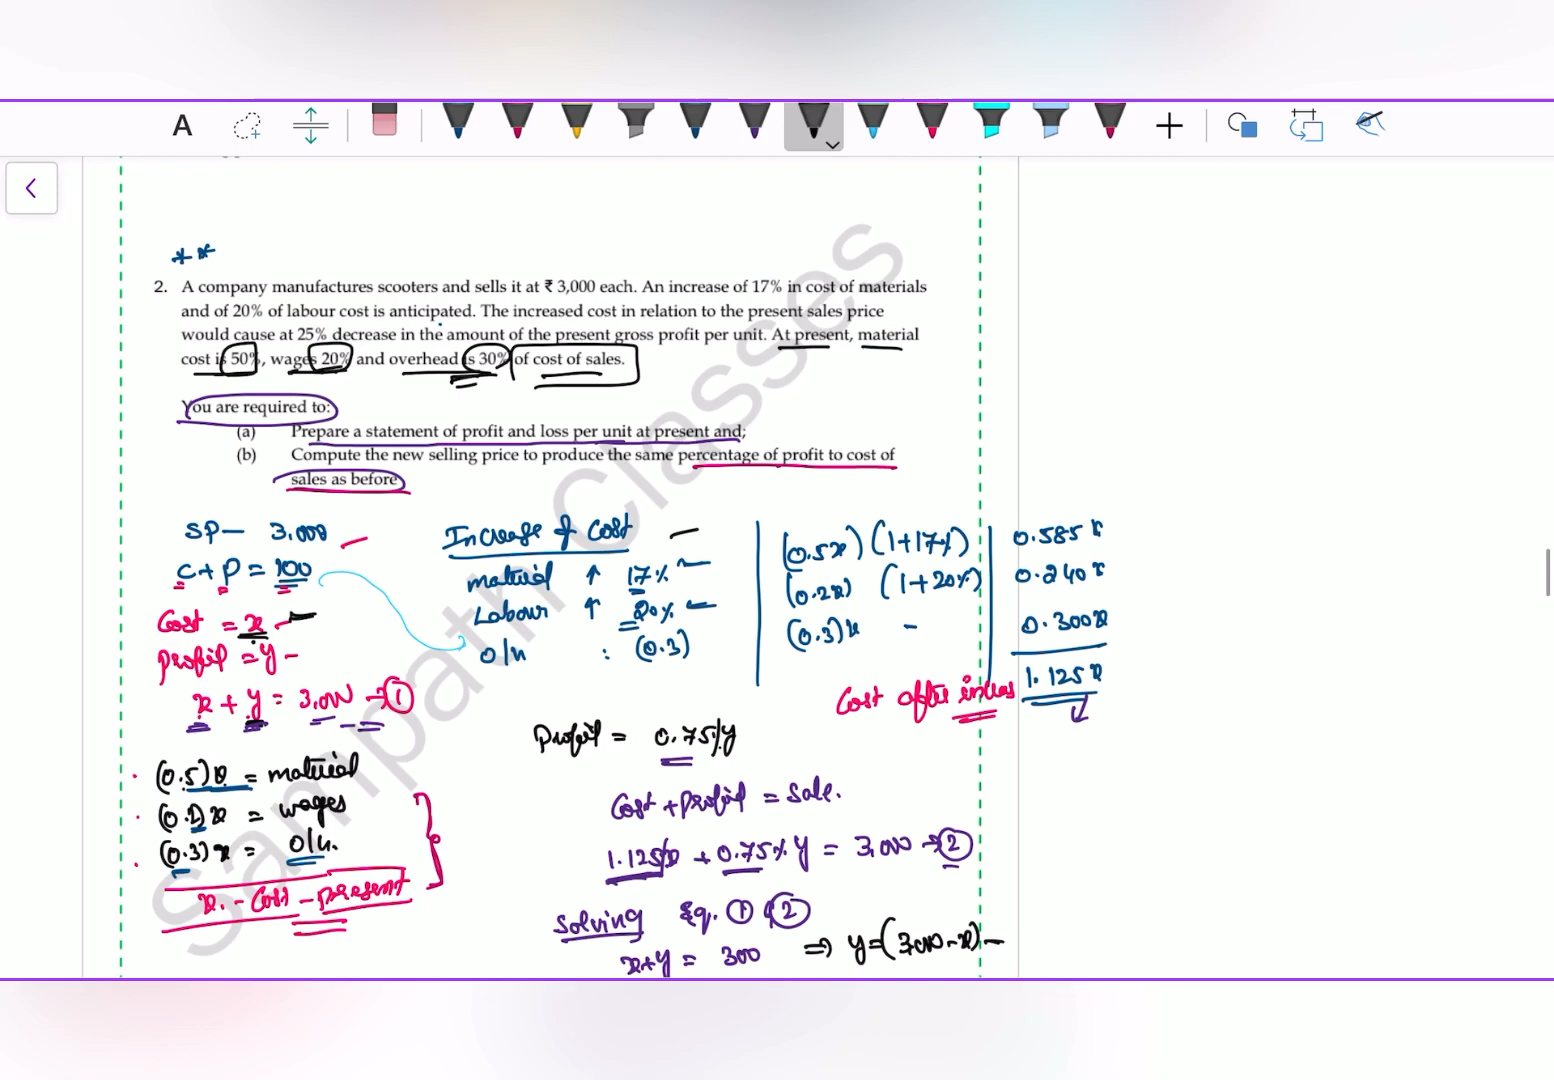 A
**
2. A company manufactures scooters and sells it at ₹ 3,000 each. An increase of 17% in cost of materials
and of 20% of labour cost is anticipated. The increased cost in relation to the present sales price
would cause at 25% decrease in the amount of the present gross profit per unit. At present, material
cost is 50%, wages 20% and overhead is 30% of cost of sales.
You are required to:
(a) Prepare a statement of profit and loss per unit at present and;
(b) Compute the new selling price to produce the same percentage of profit to cost of
sales as before
SP — 3,000
C + P = 100
Cost = x
Profit = y
x + y = 3,000 → ①
(0.5)x = material
(0.2)x = wages
(0.3)x = O/H.
x. - Cost - present
Increase of Cost
material ↑ 17%
Labour ↑ 20%
O/H : (0.3)
(0.5x) (1+17%)
(0.2x) (1+20%)
(0.3)x -
0.585x
0.240x
0.300x
1.125x
Cost after increas
Profit = 0.75y
Cost + profit = Sale.
1.125x + 0.75% y = 3,000 → ②
Solving Eq. ① & ②
x+y = 300 ⇒ y = (3,000 - x) -
Sampath Classes